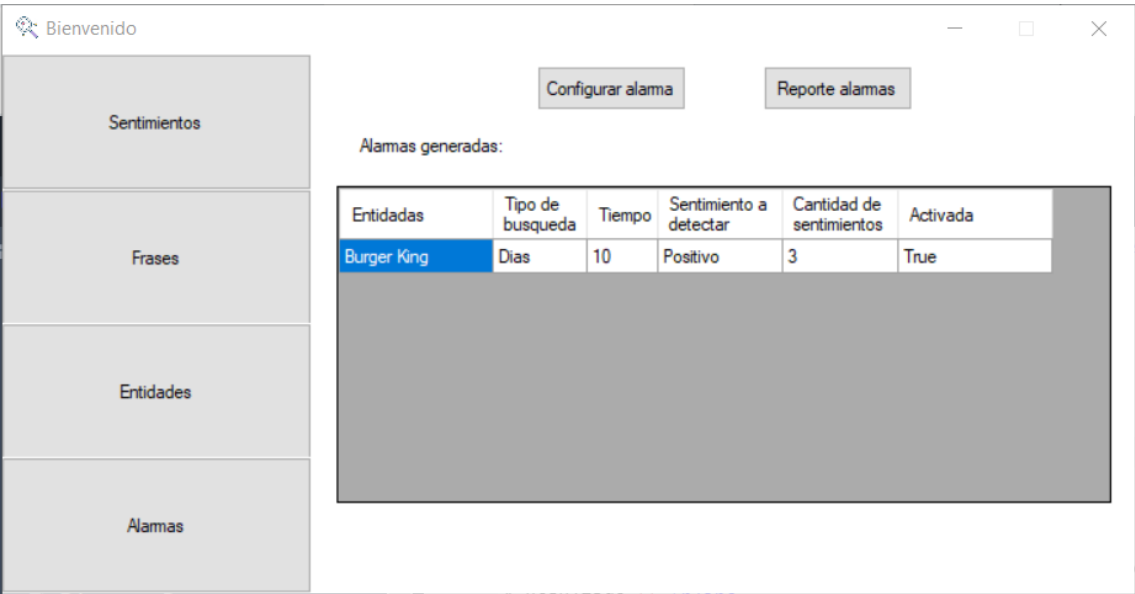 Bienvenido
Sentimientos
Frases
Entidades
Alarmas
Configurar alarma
Reporte alarmas
Alarmas generadas:
Entidadas
Tipo de
busqueda
Tiempo
Sentimiento a
detectar
Cantidad de
sentimientos
Activada
Burger King
Dias
10
Positivo
3
True